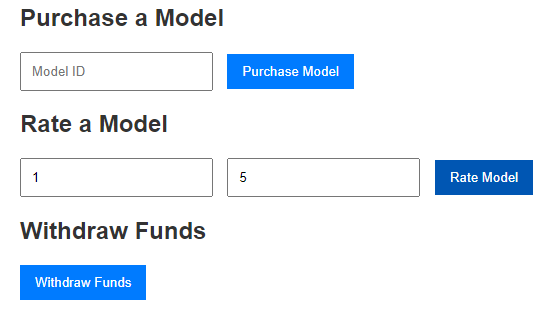 Purchase a Model
Model ID Purchase Model
Rate a Model
1 5 Rate Model
Withdraw Funds
Withdraw Funds